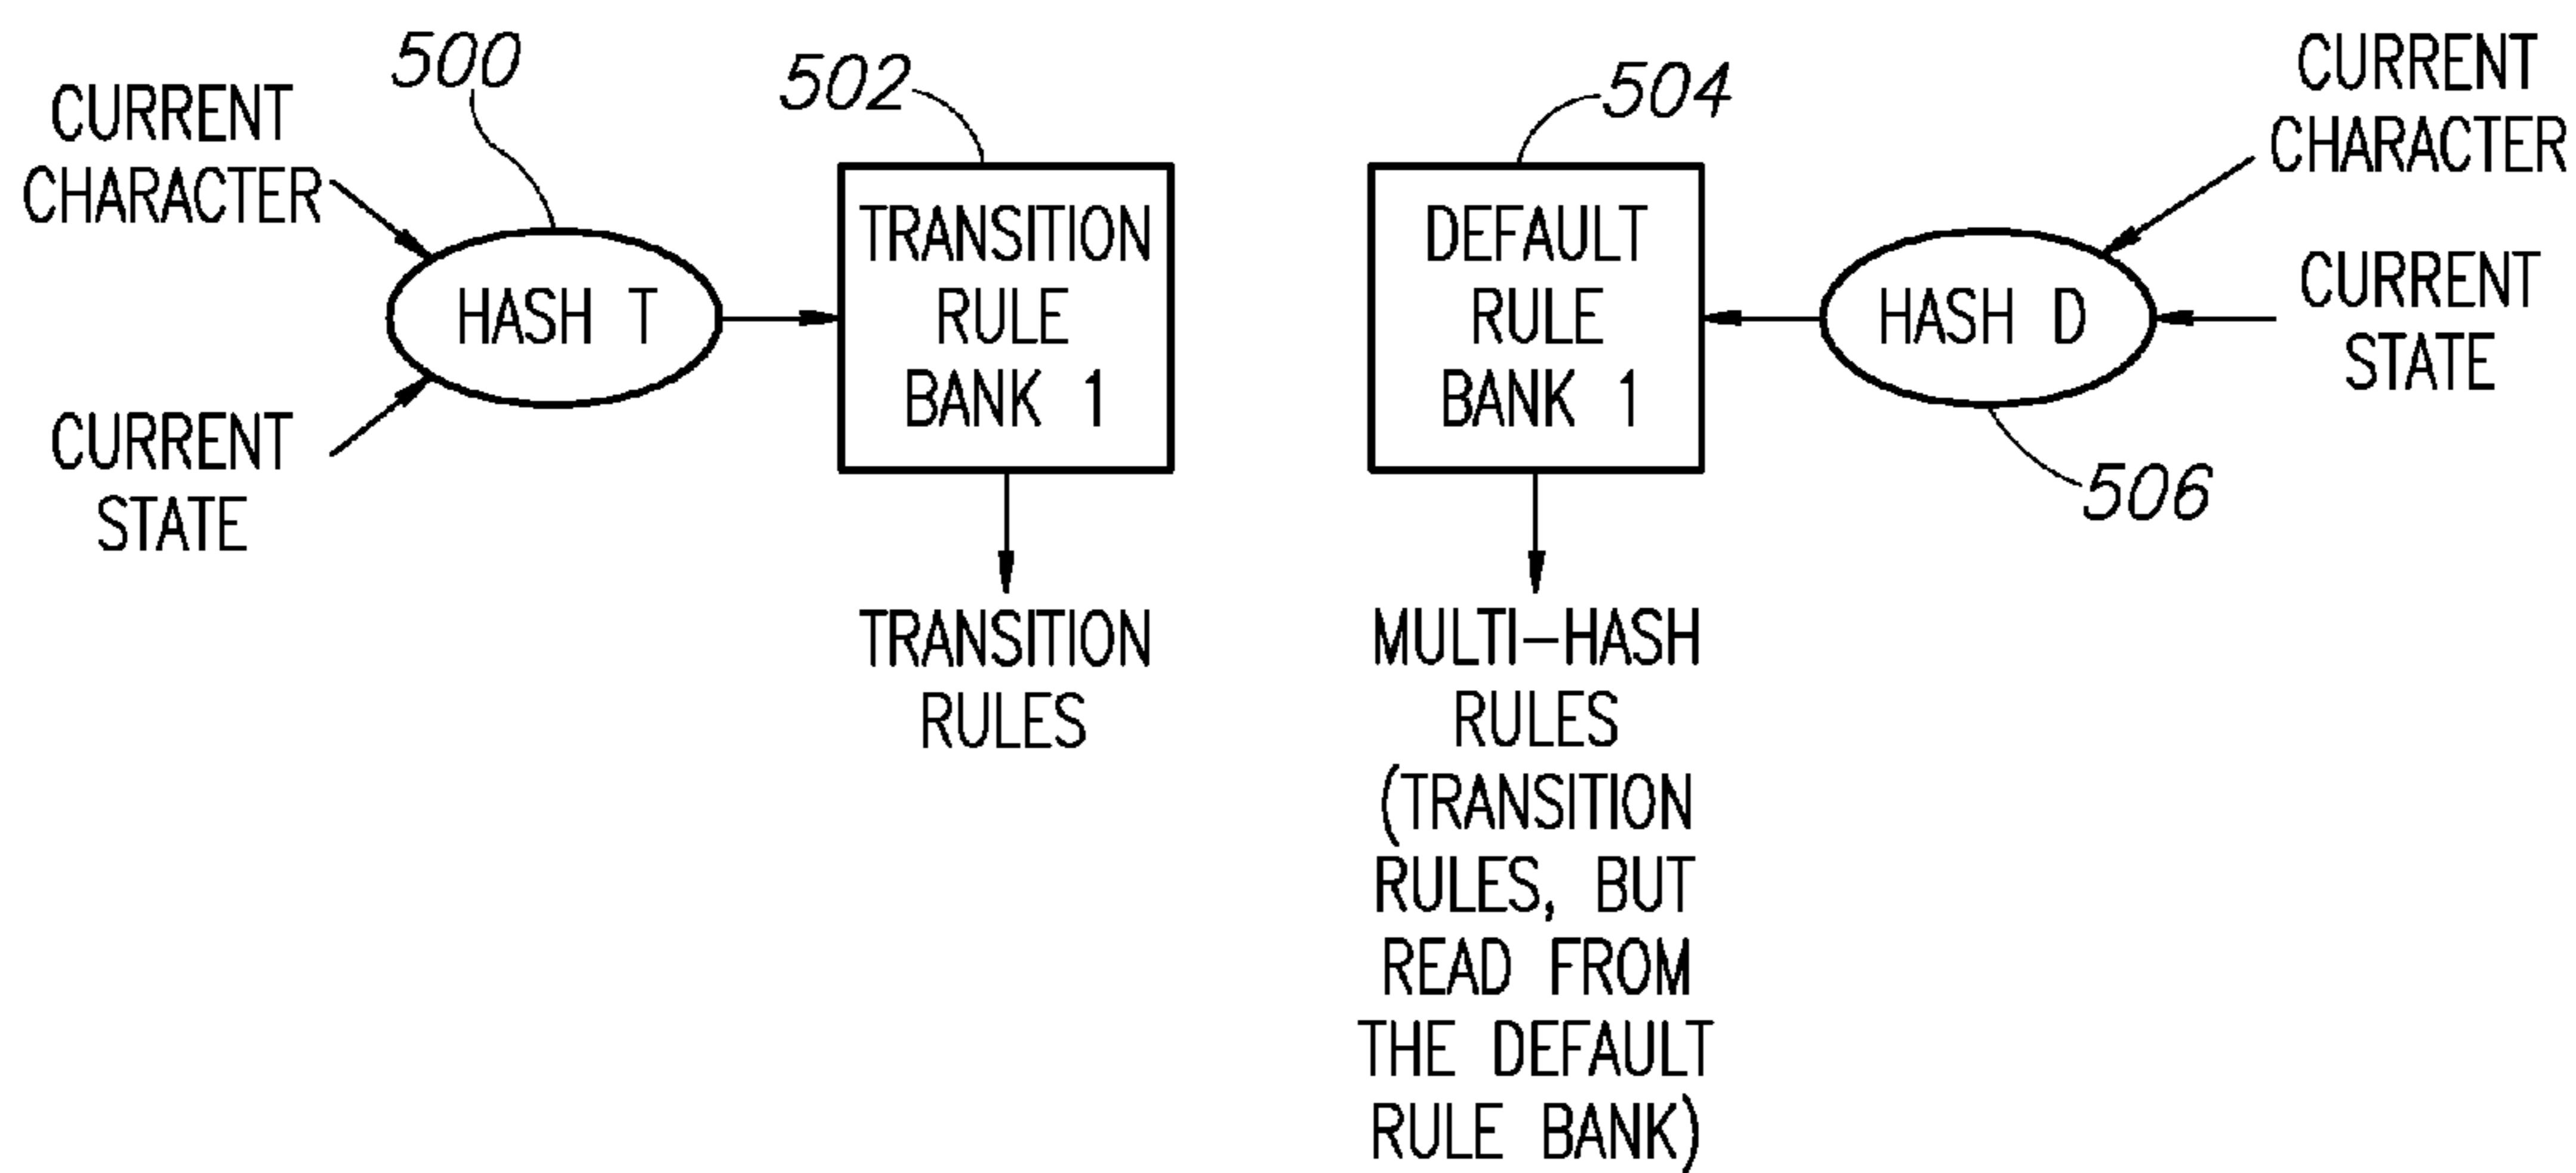 500
CURRENT
CHARACTER
HASH T
CURRENT
STATE
502
TRANSITION
RULE
BANK 1
TRANSITION
RULES
504
DEFAULT
RULE
BANK 1
MULTI-HASH
RULES
(TRANSITION
RULES, BUT
READ FROM
THE DEFAULT
RULE BANK)
CURRENT
CHARACTER
HASH D
CURRENT
STATE
506